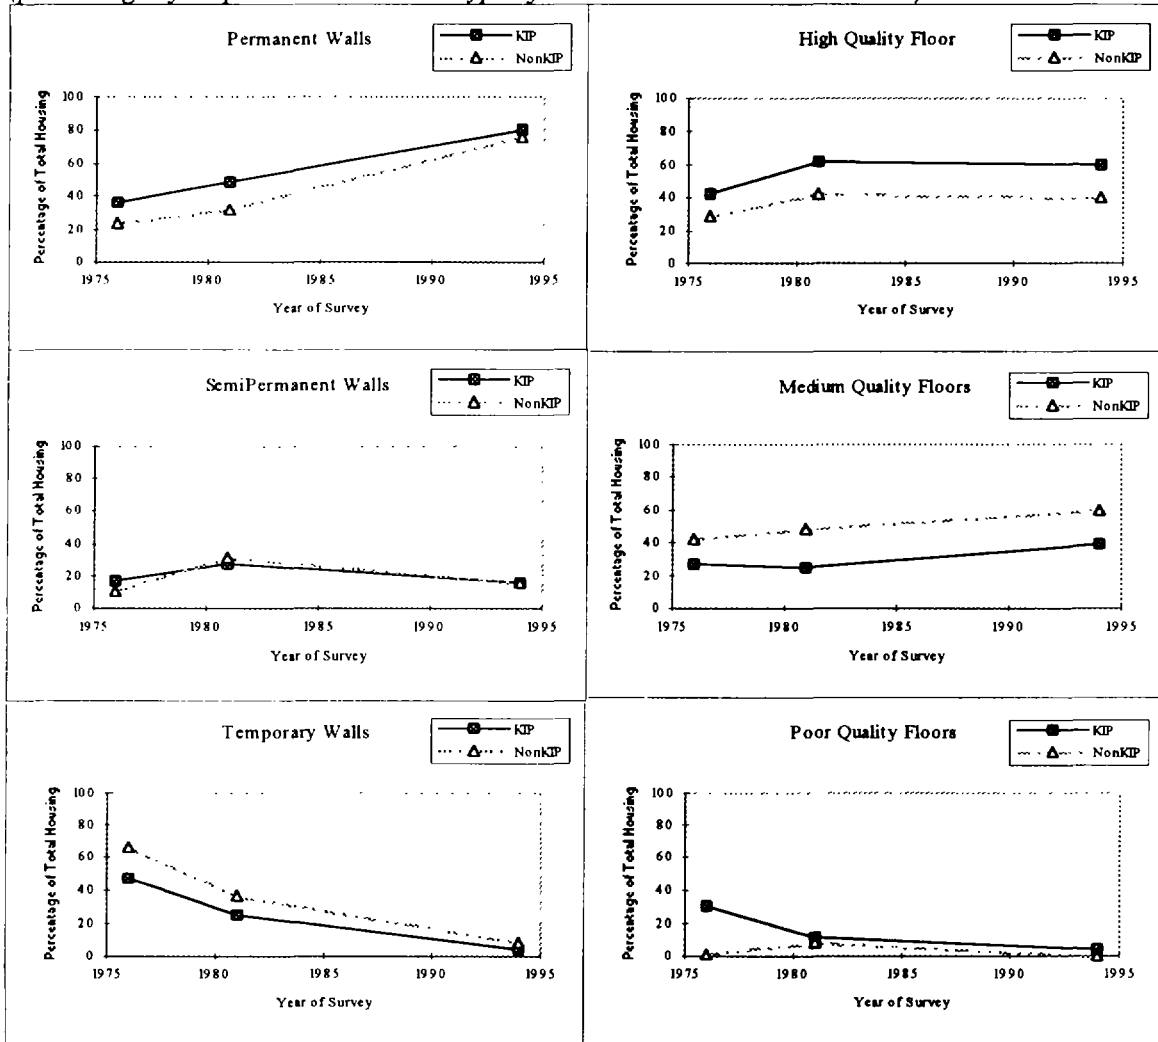 Permanent Walls
KIP
NonKIP
Percentage of Total Housing
100
80
60
40
20
0
1975 1980 1985 1990 1995
Year of Survey
High Quality Floor
KIP
NonKIP
Percentage of Total Housing
100
80
60
40
20
0
1975 1980 1985 1990 1995
Year of Survey
SemiPermanent Walls
KIP
NonKIP
Percentage of Total Housing
100
80
60
40
20
0
1975 1980 1985 1990 1995
Year of Survey
Medium Quality Floors
KIP
NonKIP
Percentage of Total Housing
100
80
60
40
20
0
1975 1980 1985 1990 1995
Year of Survey
Temporary Walls
KIP
NonKIP
Percentage of Total Housing
100
80
60
40
20
0
1975 1980 1985 1990 1995
Year of Survey
Poor Quality Floors
KIP
NonKIP
Percentage of Total Housing
100
80
60
40
20
0
1975 1980 1985 1990 1995
Year of Survey